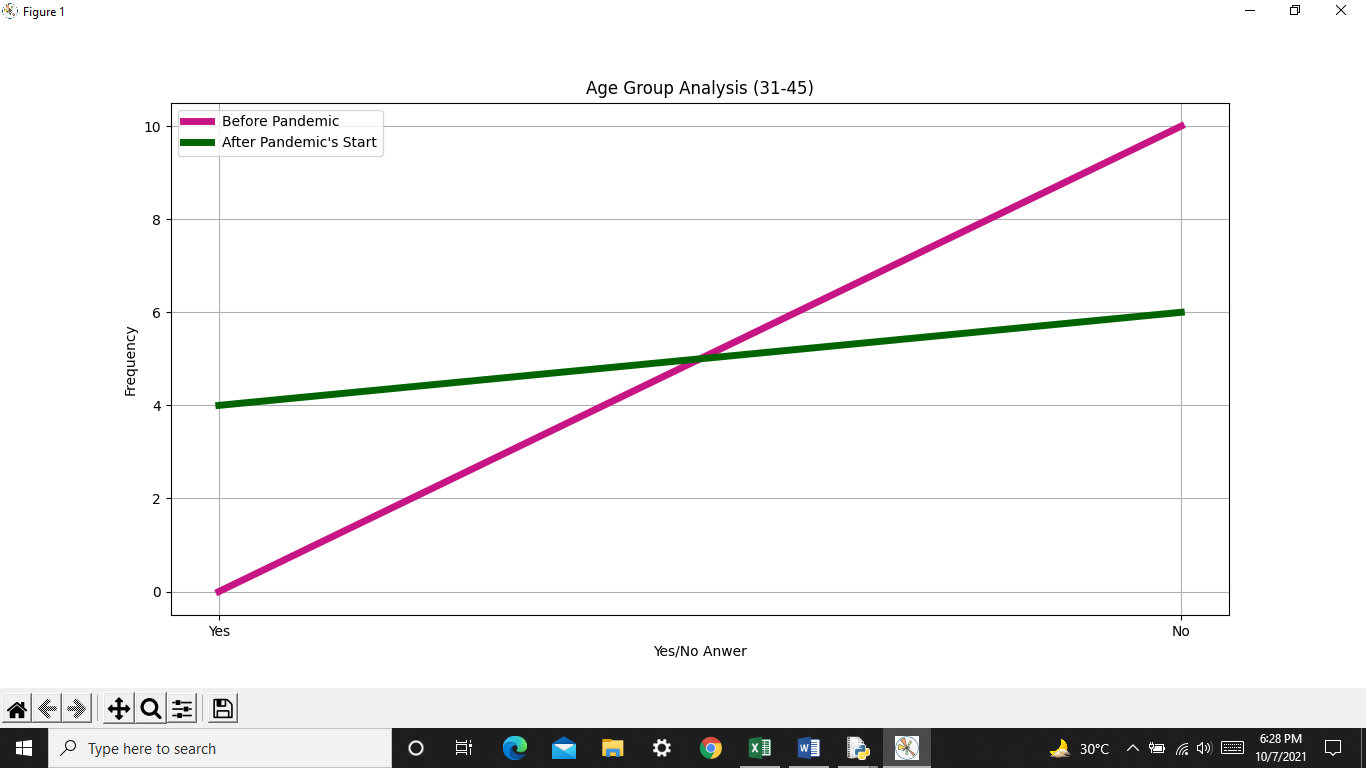 Figure 1
Age Group Analysis (31-45)
Before Pandemic
After Pandemic's Start
10
8
6
4
2
0
Frequency
Yes
No
Yes/No Anwer
Type here to search
30°C
6:28 PM
10/7/2021